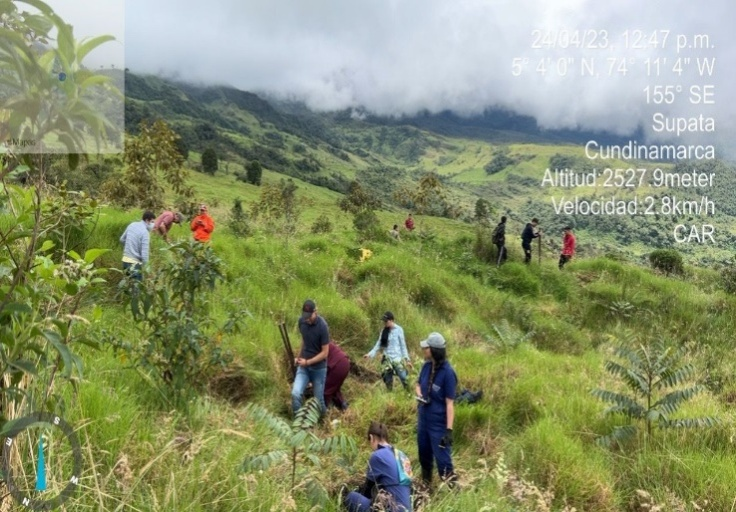 24/04/23, 12:47 p.m.
5° 4' 0" N, 74° 11' 4" W
155° SE
Supata
Cundinamarca
Altitud:2527.9meter
Velocidad:2.8km/h
CAR
S
W
N
E